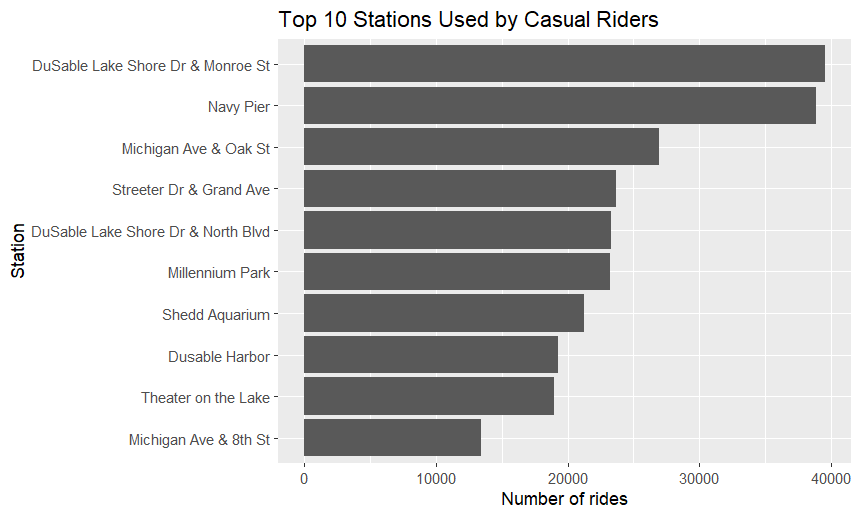 Top 10 Stations Used by Casual Riders
Station
DuSable Lake Shore Dr & Monroe St
Navy Pier
Michigan Ave & Oak St
Streeter Dr & Grand Ave
DuSable Lake Shore Dr & North Blvd
Millennium Park
Shedd Aquarium
Dusable Harbor
Theater on the Lake
Michigan Ave & 8th St
0 10000 20000 30000 40000
Number of rides